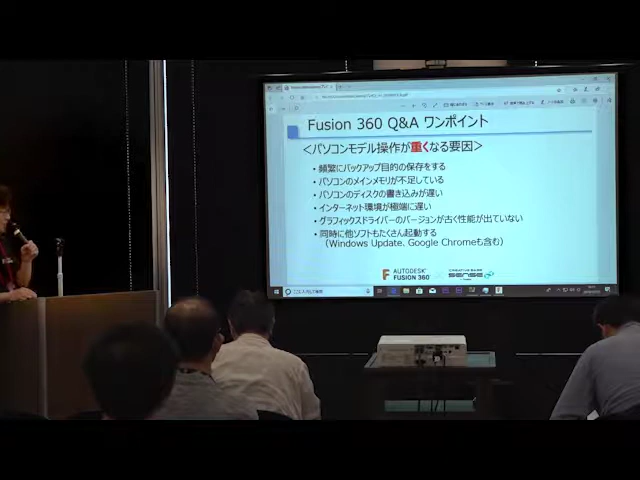 Fusion 360 Q&A ワンポイント
＜パソコンモデル操作が重くなる要因＞
• 頻繁にバックアップ目的の保存をする
• パソコンのメインメモリが不足している
• パソコンのディスクの書き込みが遅い
• インターネット環境が極端に遅い
• グラフィックスドライバーのバージョンが古く性能が出ていない
• 同時に他ソフトもたくさん起動する
（Windows Update、Google Chromeも含む）
AUTODESK
FUSION 360
SENSE